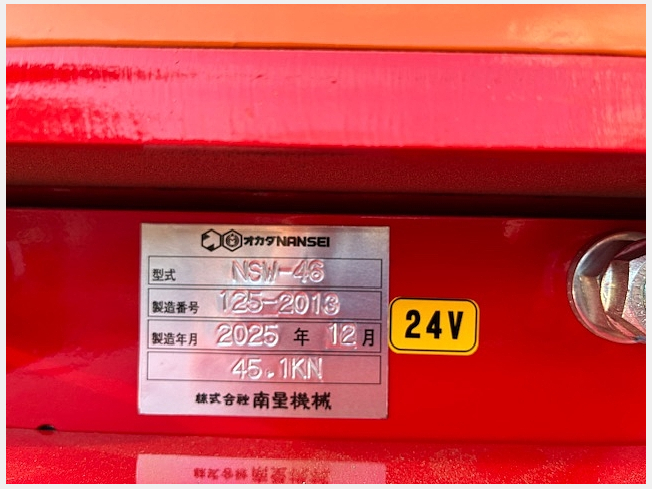 オカダNANSEI
型式 NSW-46
製造番号 125-2013
製造年月 2025 年 12 月
45.1KN
株式会社 南星機械
24V